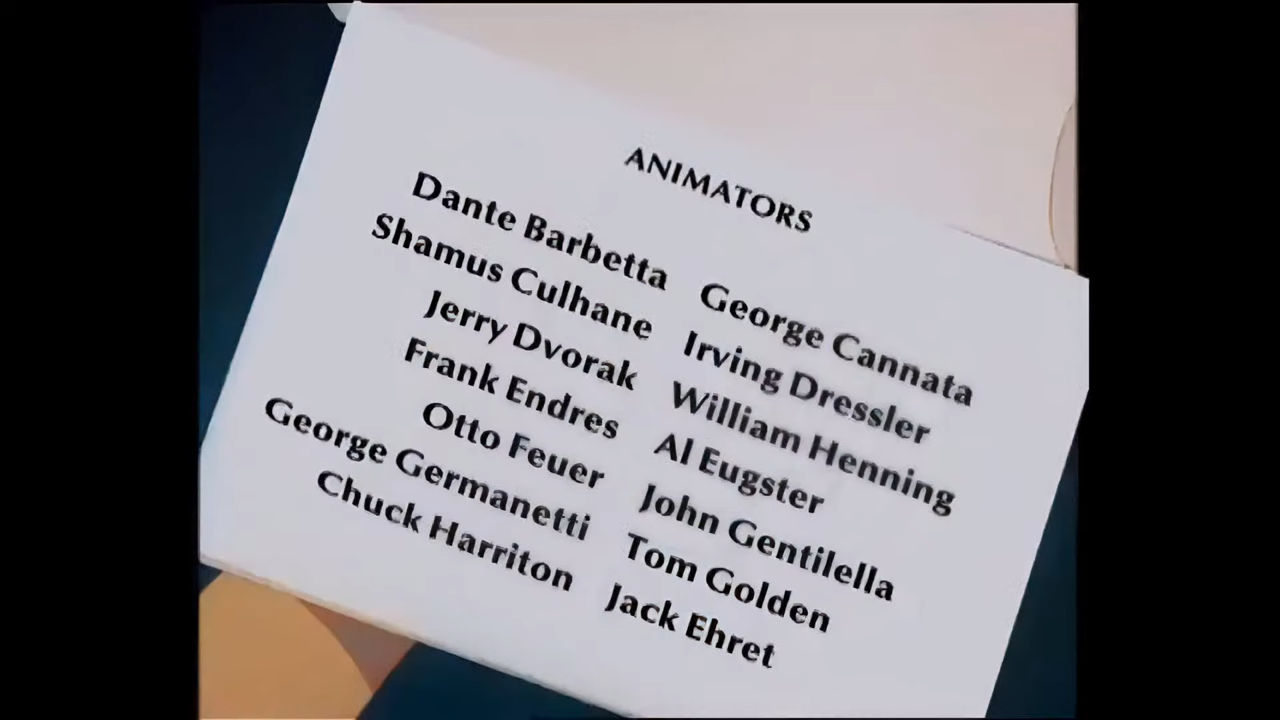 ANIMATORS
Dante Barbetta
George Cannata
Shamus Culhane
Irving Dressler
Jerry Dvorak
William Henning
Frank Endres
Al Eugster
Otto Feuer
John Gentilella
George Germanetti
Tom Golden
Chuck Harriton
Jack Ehret